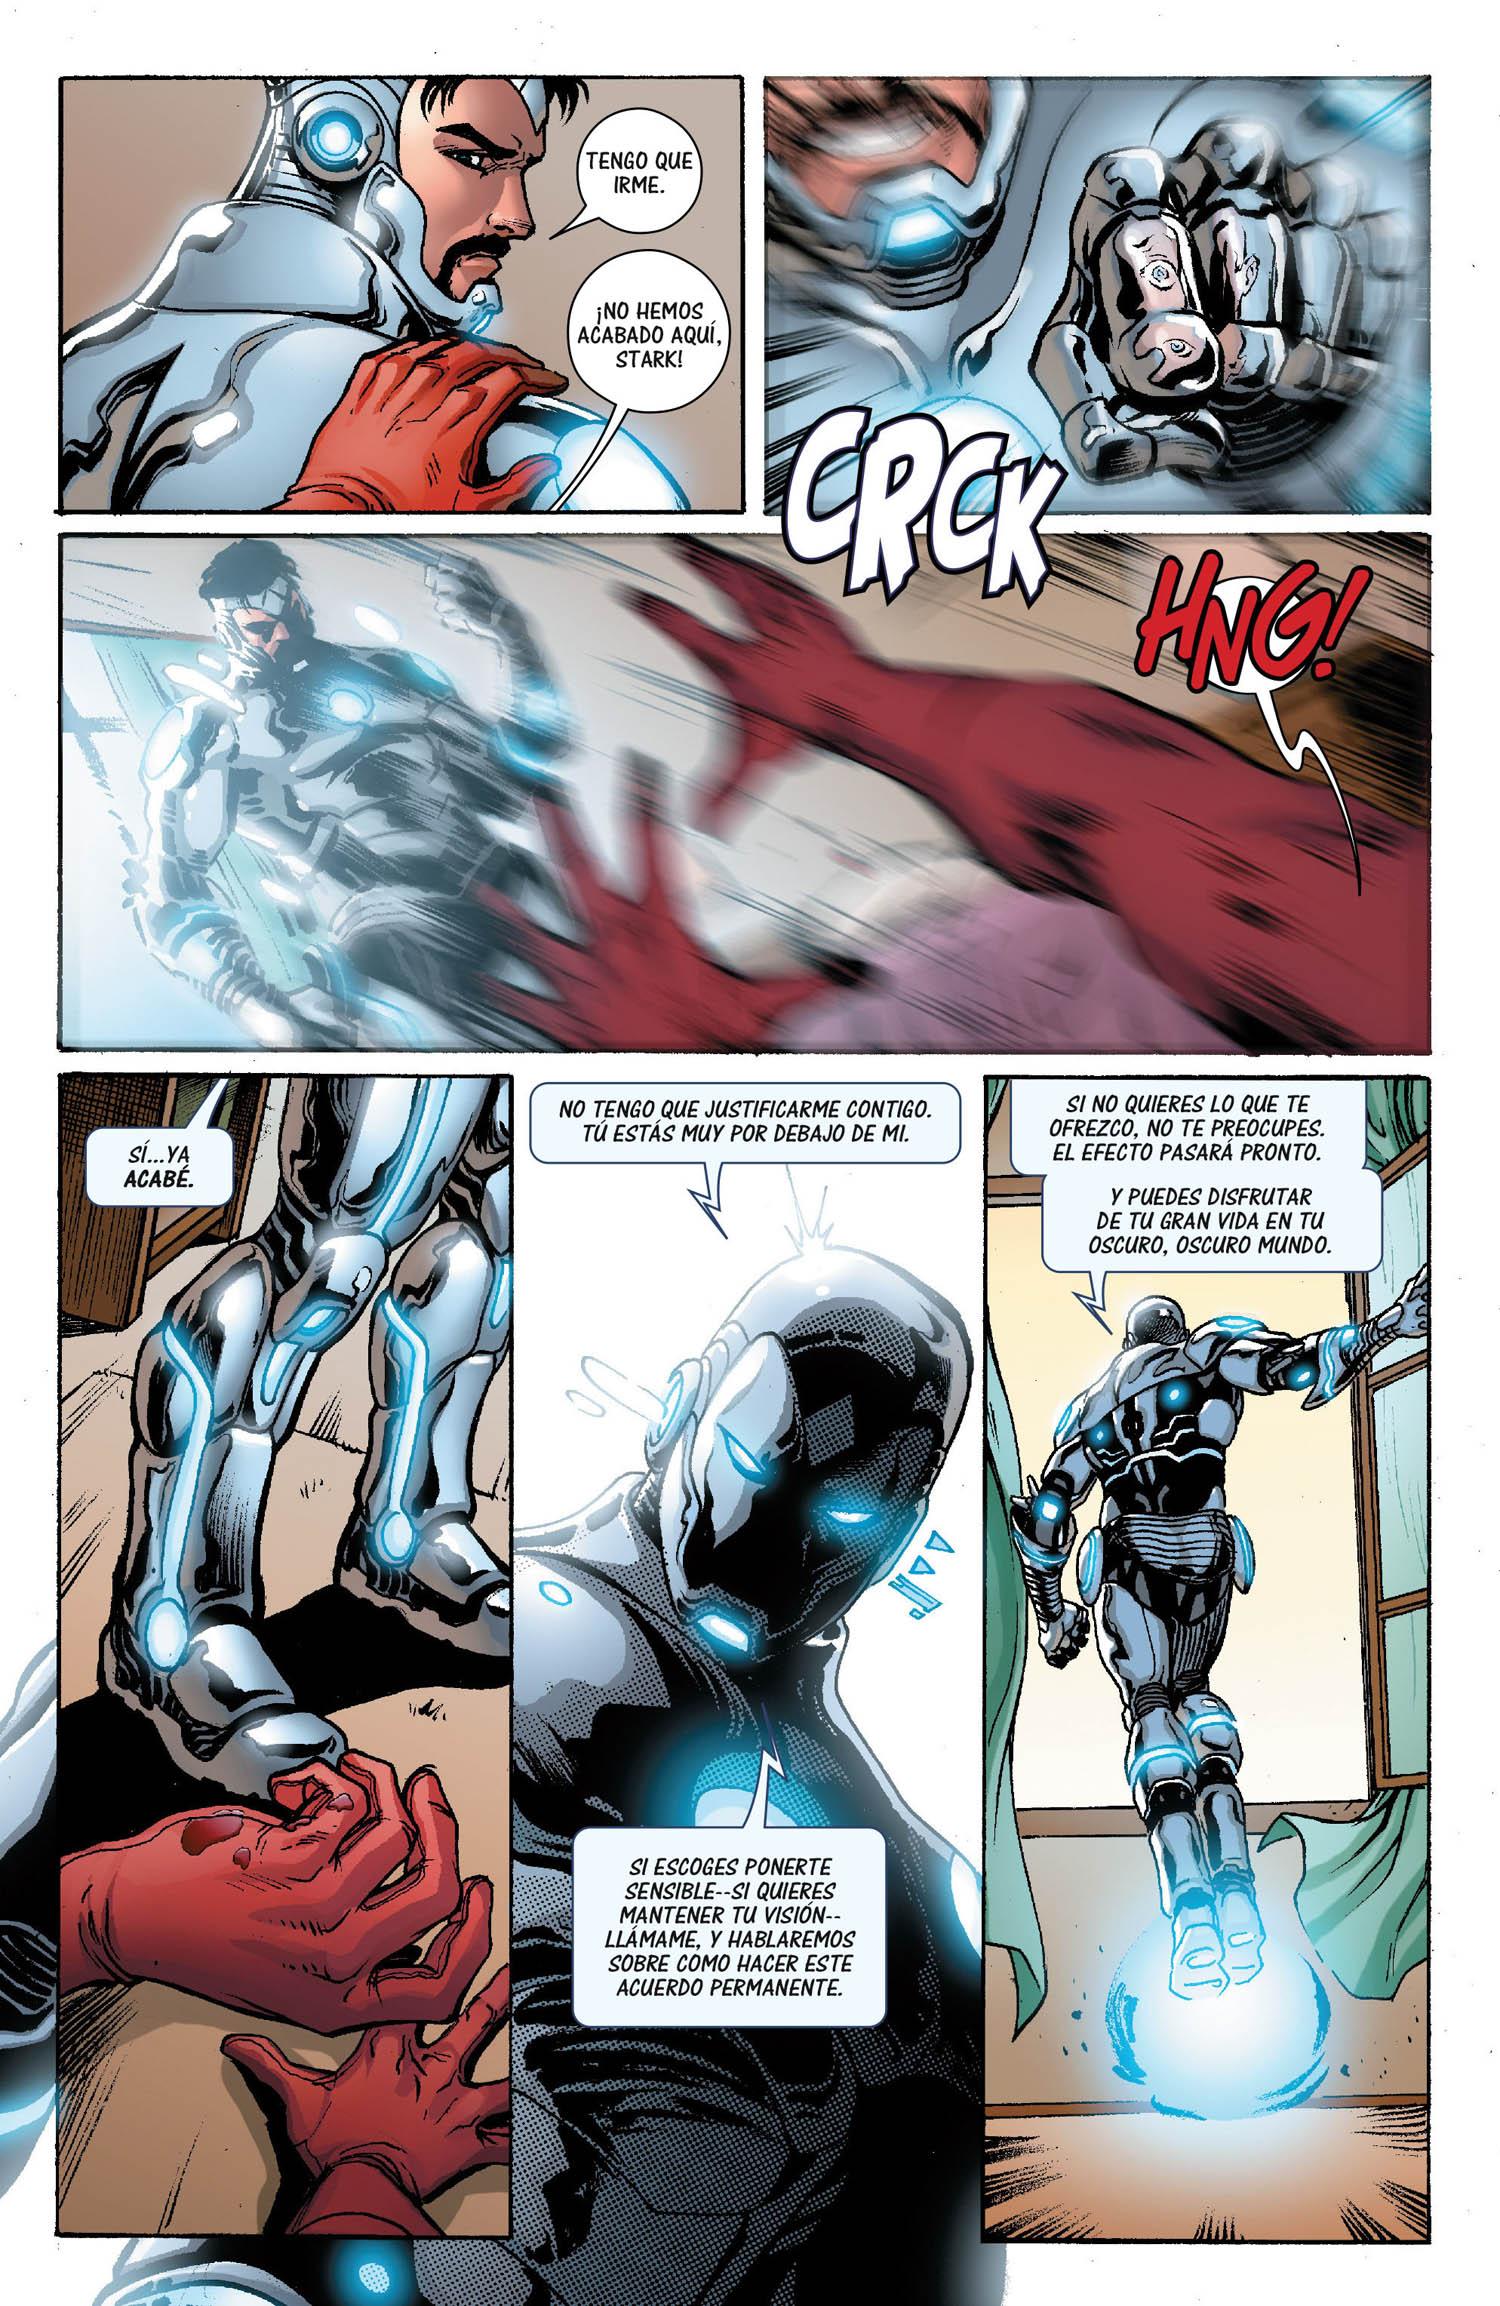 TENGO QUE
IRME.
¡NO HEMOS
ACABADO AQUÍ,
STARK!
CRCK
HNG!
SÍ...YA
ACABÉ.
NO TENGO QUE JUSTIFICARME CONTIGO.
TÚ ESTÁS MUY POR DEBAJO DE MI.
SI ESCOGES PONERTE
SENSIBLE--SI QUIERES
MANTENER TU VISIÓN--
LLÁMAME, Y HABLAREMOS
SOBRE COMO HACER ESTE
ACUERDO PERMANENTE.
SI NO QUIERES LO QUE TE
OFREZCO, NO TE PREOCUPES.
EL EFECTO PASARÁ PRONTO.
Y PUEDES DISFRUTAR
DE TU GRAN VIDA EN TU
OSCURO, OSCURO MUNDO.